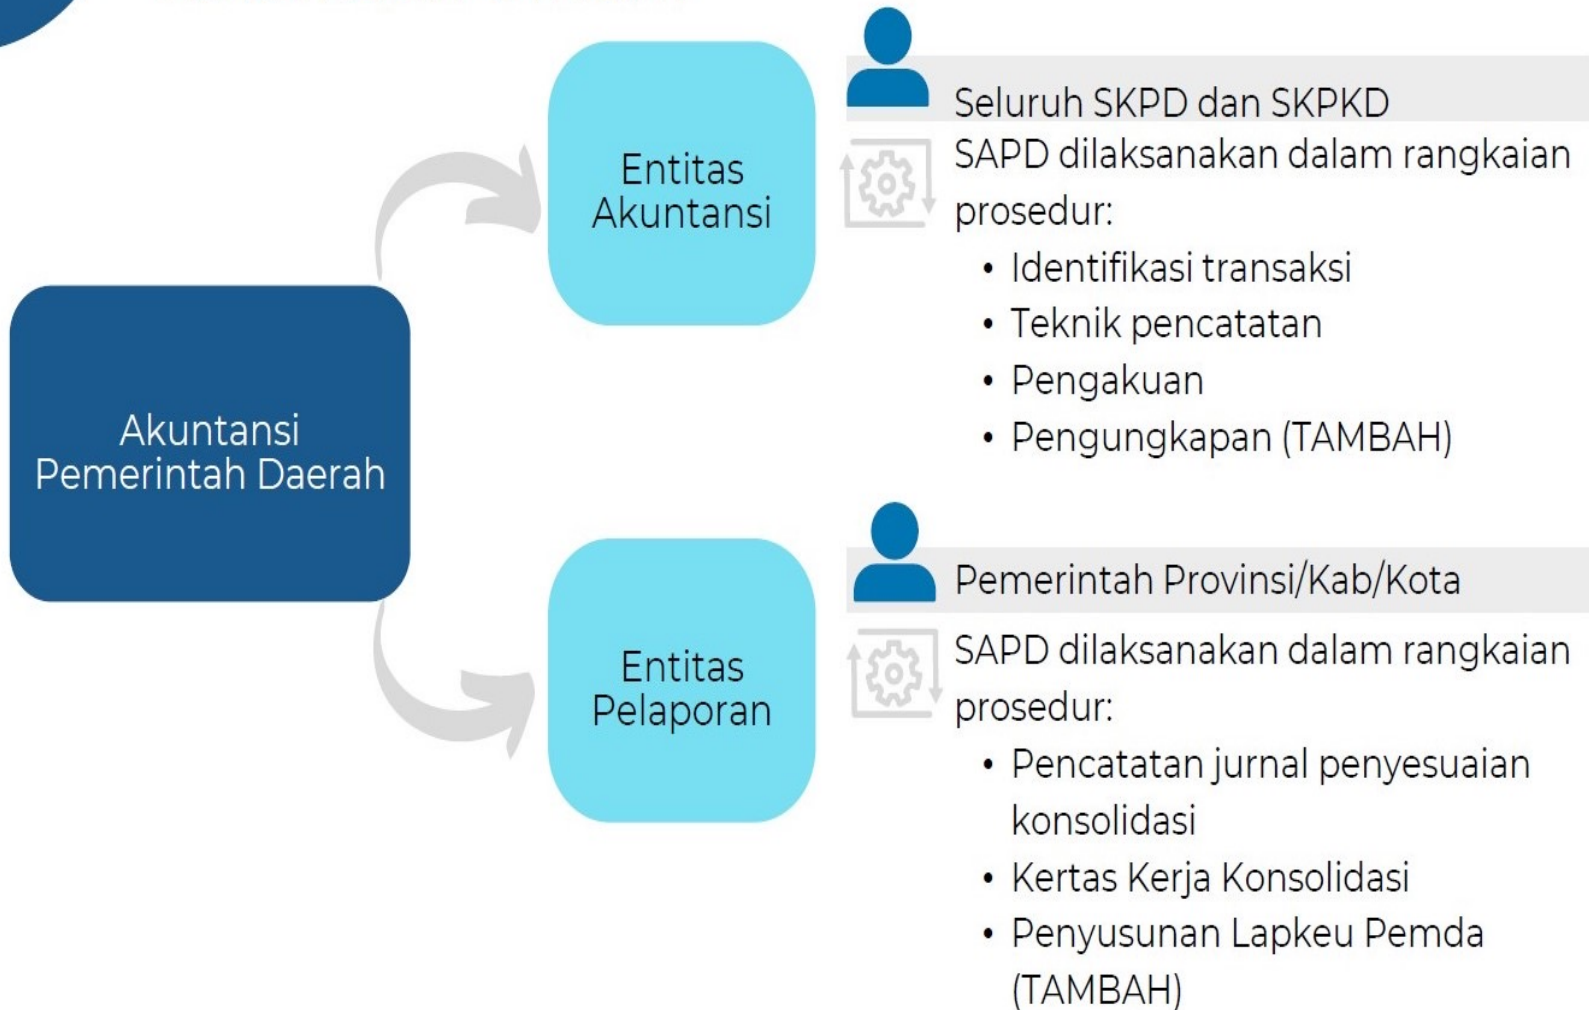 Akuntansi
Pemerintah Daerah
Entitas
Akuntansi
Seluruh SKPD dan SKPKD
SAPD dilaksanakan dalam rangkaian
prosedur:
• Identifikasi transaksi
• Teknik pencatatan
• Pengakuan
• Pengungkapan (TAMBAH)
Entitas
Pelaporan
Pemerintah Provinsi/Kab/Kota
SAPD dilaksanakan dalam rangkaian
prosedur:
• Pencatatan jurnal penyesuaian
konsolidasi
• Kertas Kerja Konsolidasi
• Penyusunan Lapkeu Pemda
(TAMBAH)